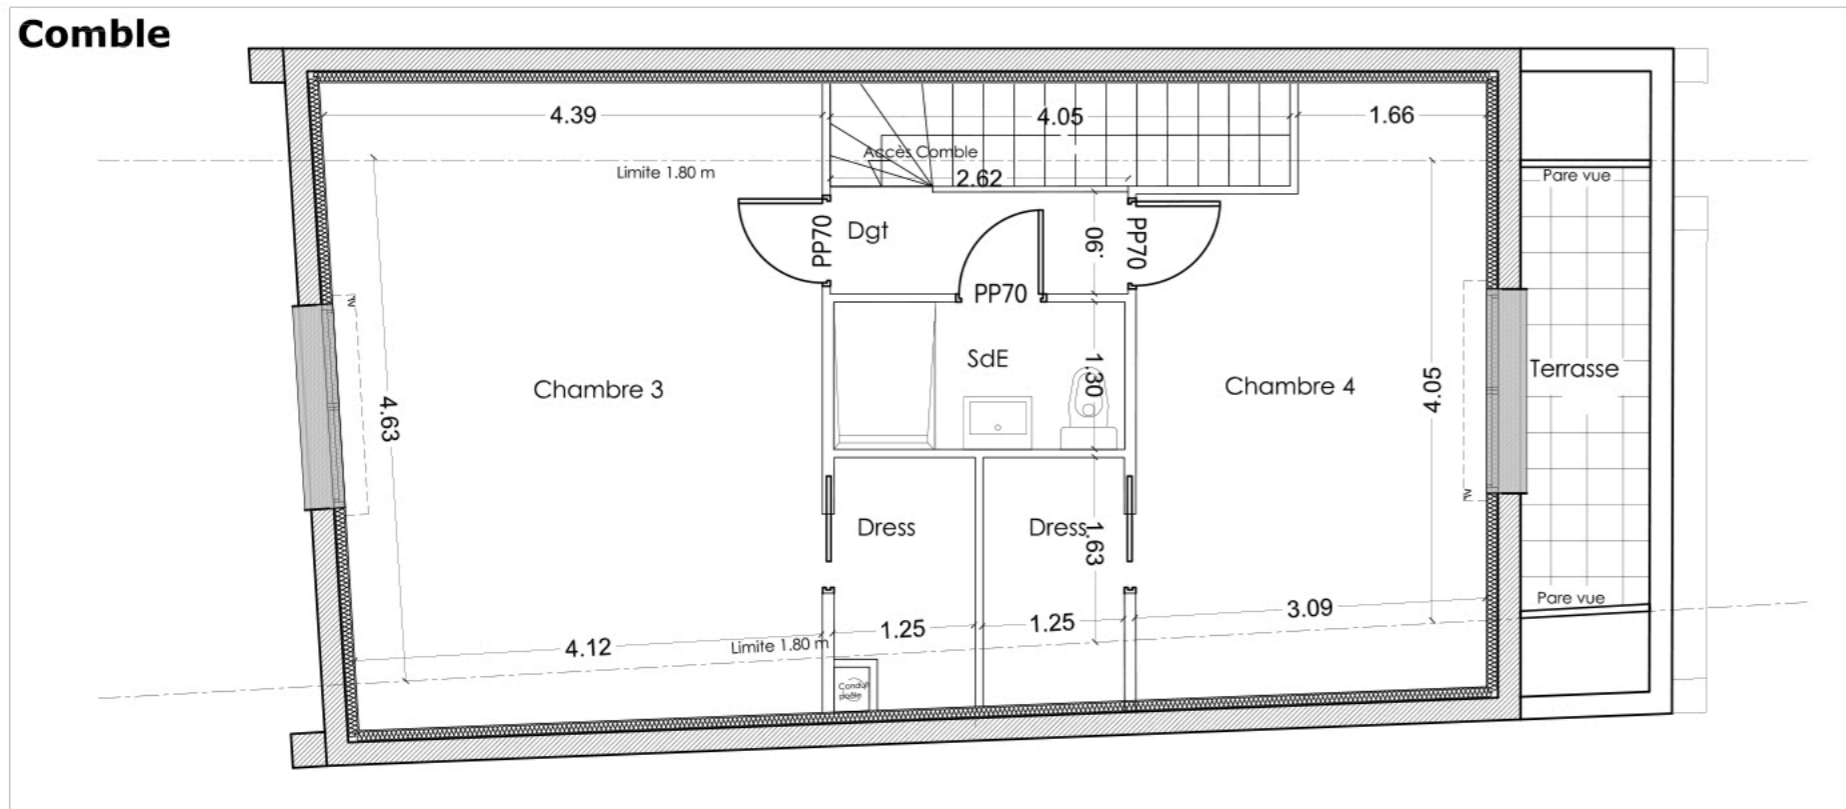 Comble
4.39
4.05
1.66
Accès Comble
Limite 1.80 m
2.62
Pare vue
PP70
Dgt
.90
PP70
PP70
SdE
1.30
Chambre 3
Chambre 4
4.05
Terrasse
4.63
Dress
Dress
1.63
Pare vue
3.09
1.25
1.25
4.12
Limite 1.80 m
Conduit
poêle